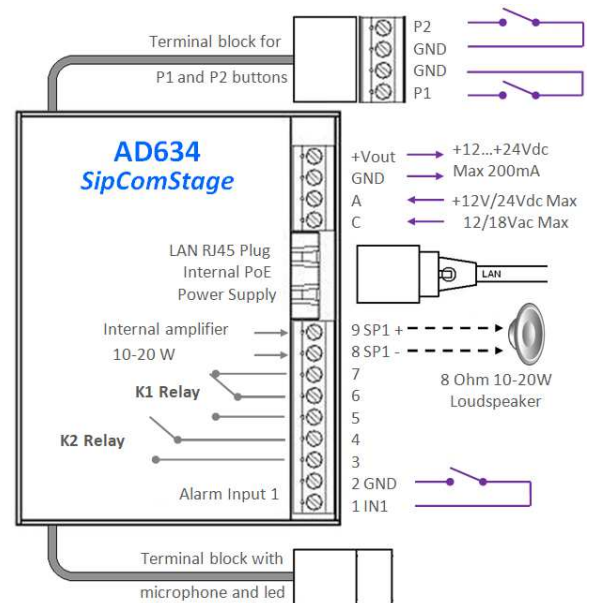 Terminal block for
P1 and P2 buttons
P2
GND
GND
P1
AD634
SipComStage
+Vout
GND
A
C
+12...+24Vdc
Max 200mA
+12V/24Vdc Max
12/18Vac Max
LAN RJ45 Plug
Internal PoE
Power Supply
LAN
Internal amplifier
10-20 W
K1 Relay
K2 Relay
Alarm Input 1
9 SP1 +
8 SP1 -
7
6
5
4
3
2 GND
1 IN1
8 Ohm 10-20W
Loudspeaker
Terminal block with
microphone and led